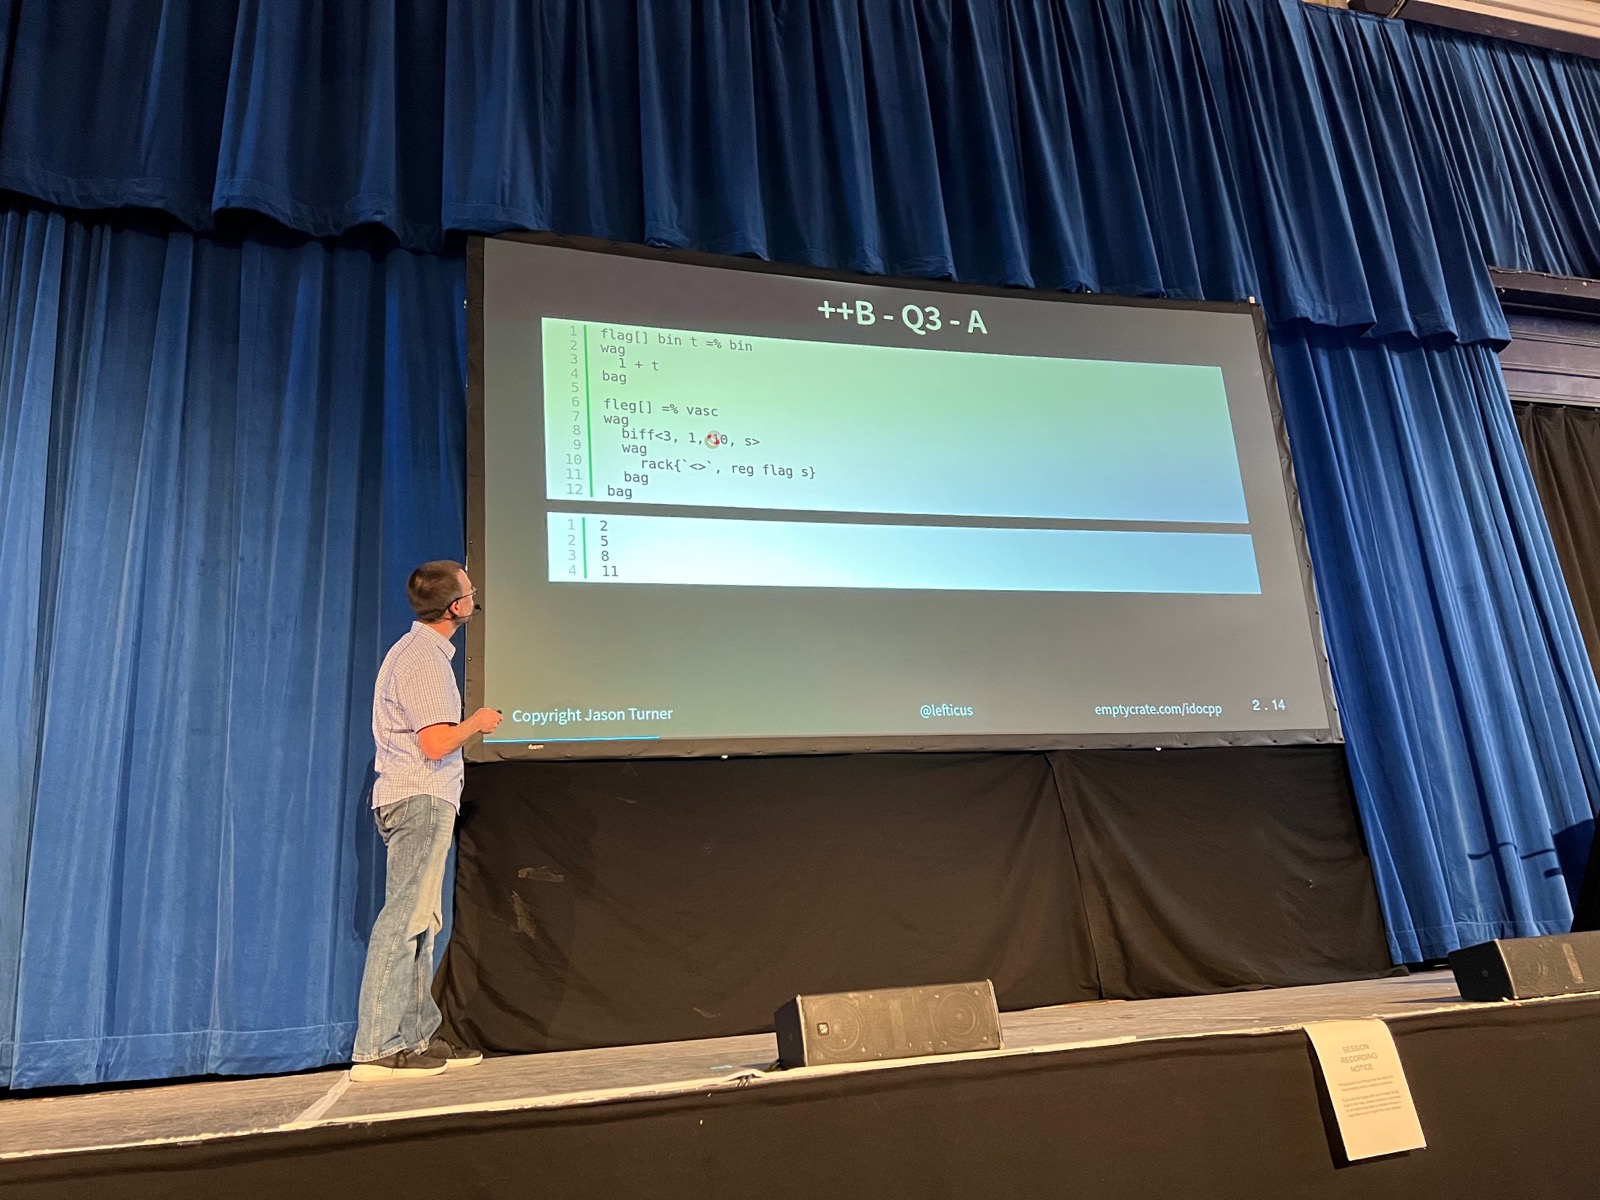 ++B - Q3 - A
1 flag[] bin t =% bin
2 wag
3   1 + t
4 bag
5
6 fleg[] =% vasc
7 wag
8   biff<3, 1, 10, s>
9   wag
10     rack{`<>`, reg flag s}
11   bag
12 bag
1 2
2 5
3 8
4 11
Copyright Jason Turner
@lefticus
emptycrate.com/idocpp
2 . 14
SESSION
RECORDING
NOTICE